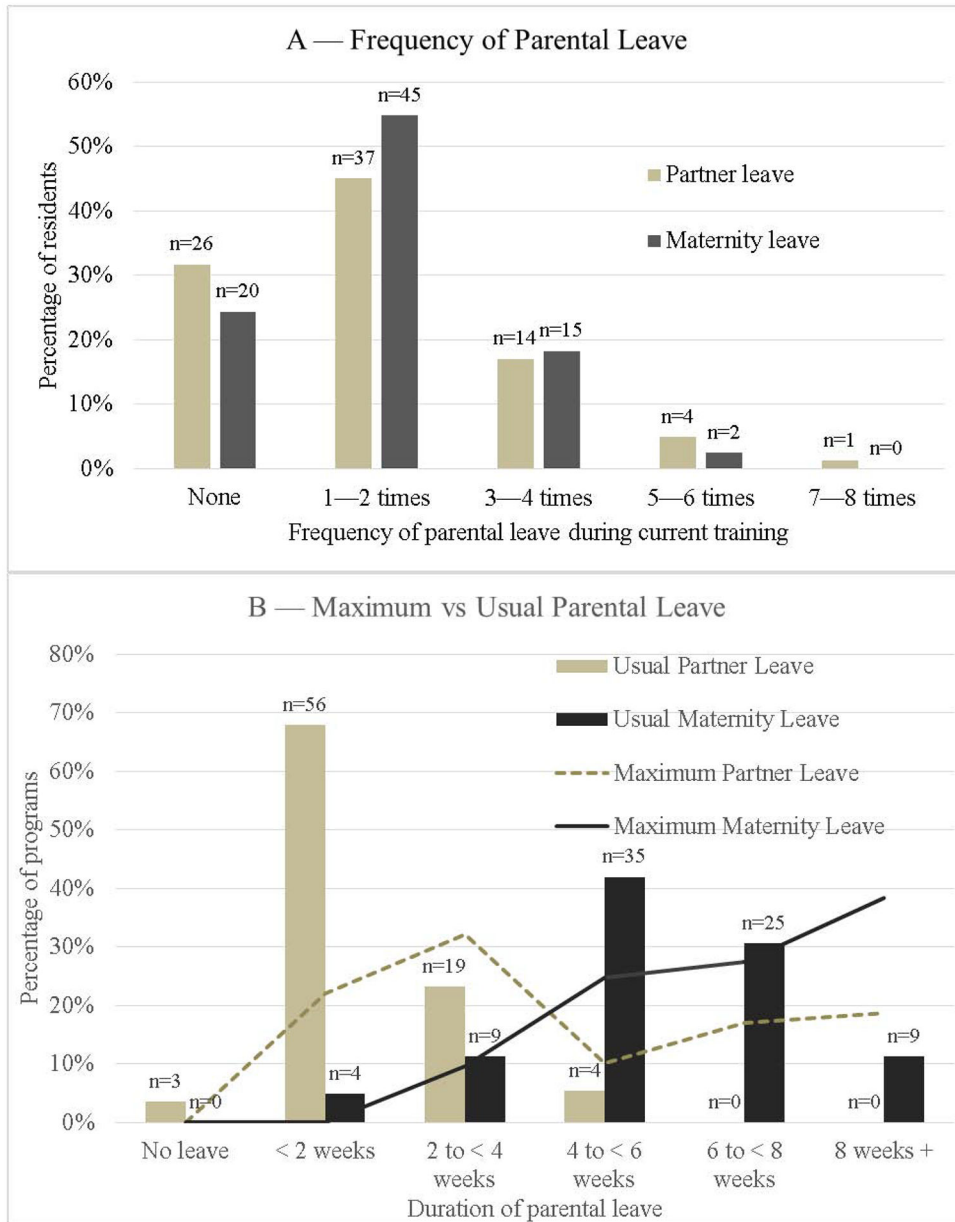 A — Frequency of Parental Leave
60%
50%
40%
30%
20%
10%
0%
Percentage of residents
n=26
n=20
n=37
n=45
n=14
n=15
n=4
n=2
n=1
n=0
Partner leave
Maternity leave
None
1—2 times
3—4 times
5—6 times
7—8 times
Frequency of parental leave during current training
B — Maximum vs Usual Parental Leave
80%
70%
60%
50%
40%
30%
20%
10%
0%
Percentage of programs
Usual Partner Leave
Usual Maternity Leave
Maximum Partner Leave
Maximum Maternity Leave
n=3
n=0
n=56
n=4
n=19
n=9
n=4
n=35
n=0
n=25
n=0
n=9
No leave
< 2 weeks
2 to < 4
weeks
4 to < 6
weeks
6 to < 8
weeks
8 weeks +
Duration of parental leave